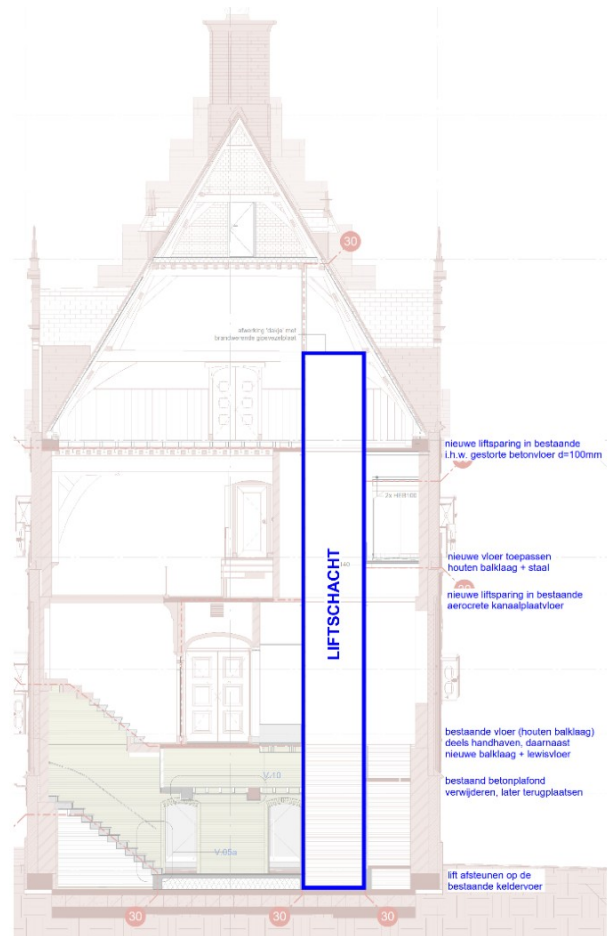 30
afwerking 'doosje' met
brandwerende gipsvezelplaat
nieuwe liftsparing in bestaande
i.h.w. gestorte betonvloer d=100mm
2x HEB100
nieuwe vloer toepassen
houten balklaag + staal
LIFTSCHACHT
nieuwe liftsparing in bestaande
aerocrete kanaalplaatvloer
bestaande vloer (houten balklaag)
deels handhaven, daarnaast
nieuwe balklaag + lewisvloer
V-10
bestaand betonplafond
verwijderen, later terugplaatsen
V-05a
lift afsteunen op de
bestaande keldervoer
30
30
30